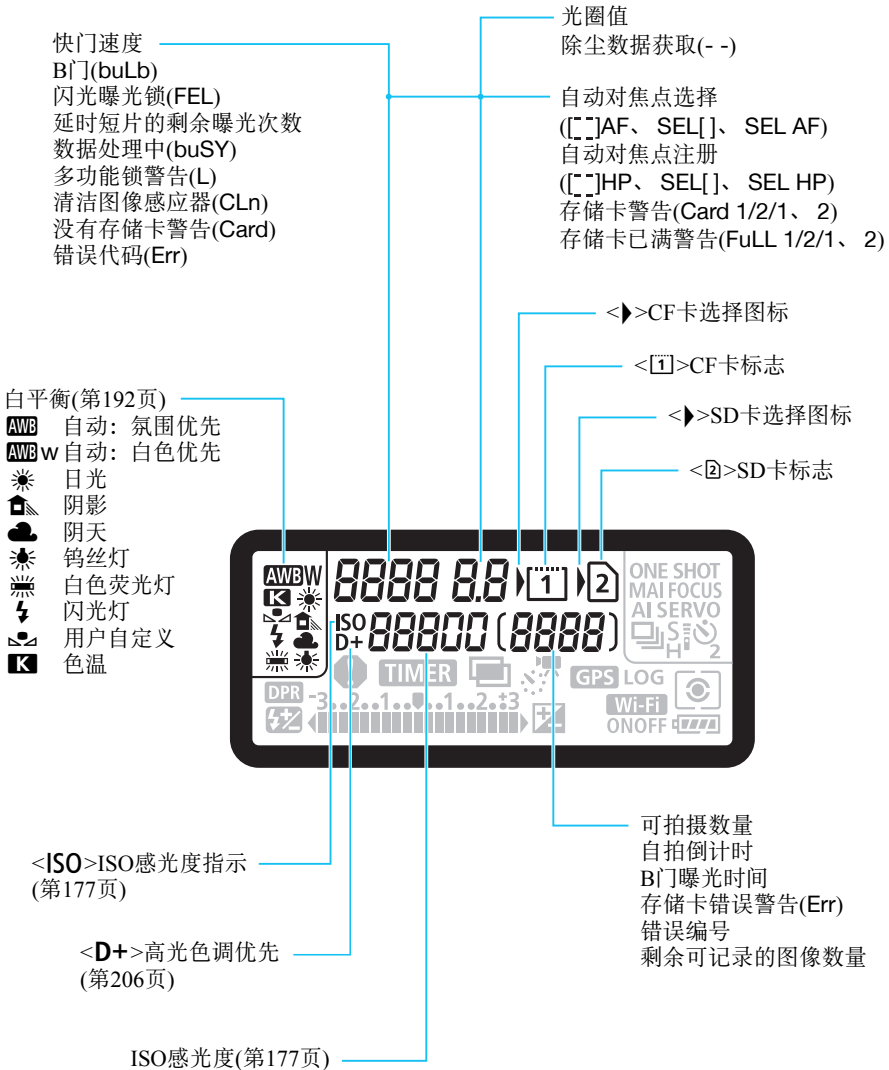 快门速度
B门(buLb)
闪光曝光锁(FEL)
延时短片的剩余曝光次数
数据处理中(buSY)
多功能锁警告(L)
清洁图像感应器(CLn)
没有存储卡警告(Card)
错误代码(Err)
光圈值
除尘数据获取(- -)
自动对焦点选择
([ ]AF、 SEL[ ]、 SEL AF)
自动对焦点注册
([ ]HP、 SEL[ ]、 SEL HP)
存储卡警告(Card 1/2/1、 2)
存储卡已满警告(FuLL 1/2/1、 2)
<>CF卡选择图标
<[1]>CF卡标志
<>SD卡选择图标
<2>SD卡标志
白平衡(第192页)
AWB 自动：氛围优先
AWB w 自动：白色优先
日光
阴影
阴天
钨丝灯
白色荧光灯
闪光灯
用户自定义
K 色温
AWB W
K
8888 8.8 [1] 2
ISO
D+ 88800 (8888)
ONE SHOT
MAI FOCUS
AI SERVO
S
H
2
TIMER
GPS LOG
DPR
-3..2..1..0..1..2..+3
Wi-Fi
ONOFF
<ISO>ISO感光度指示
(第177页)
<D+>高光色调优先
(第206页)
ISO感光度(第177页)
可拍摄数量
自拍倒计时
B门曝光时间
存储卡错误警告(Err)
错误编号
剩余可记录的图像数量